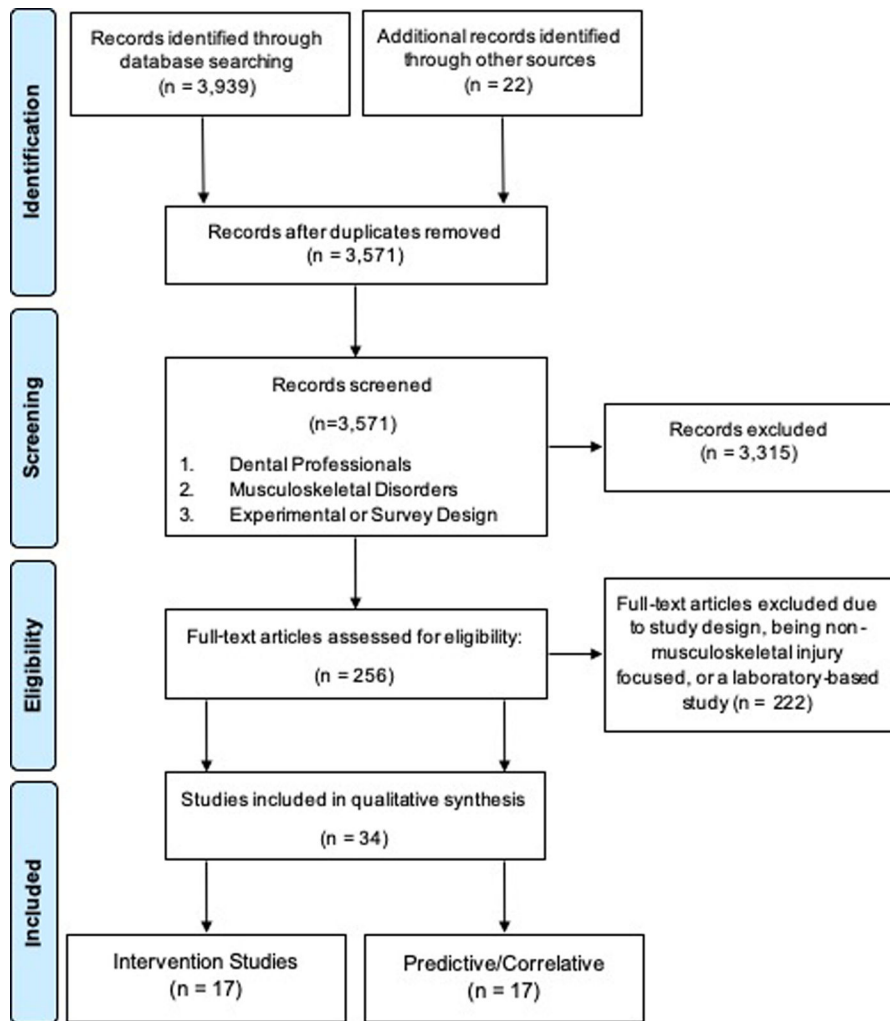 Identification
Records identified through
database searching
(n = 3,939)
Additional records identified
through other sources
(n = 22)
Records after duplicates removed
(n = 3,571)
Screening
Records screened
(n=3,571)
1. Dental Professionals
2. Musculoskeletal Disorders
3. Experimental or Survey Design
Records excluded
(n = 3,315)
Eligibility
Full-text articles assessed for eligibility:
(n = 256)
Full-text articles excluded due
to study design, being non-
musculoskeletal injury
focused, or a laboratory-based
study (n = 222)
Included
Studies included in qualitative synthesis
(n = 34)
Intervention Studies
(n = 17)
Predictive/Correlative
(n = 17)